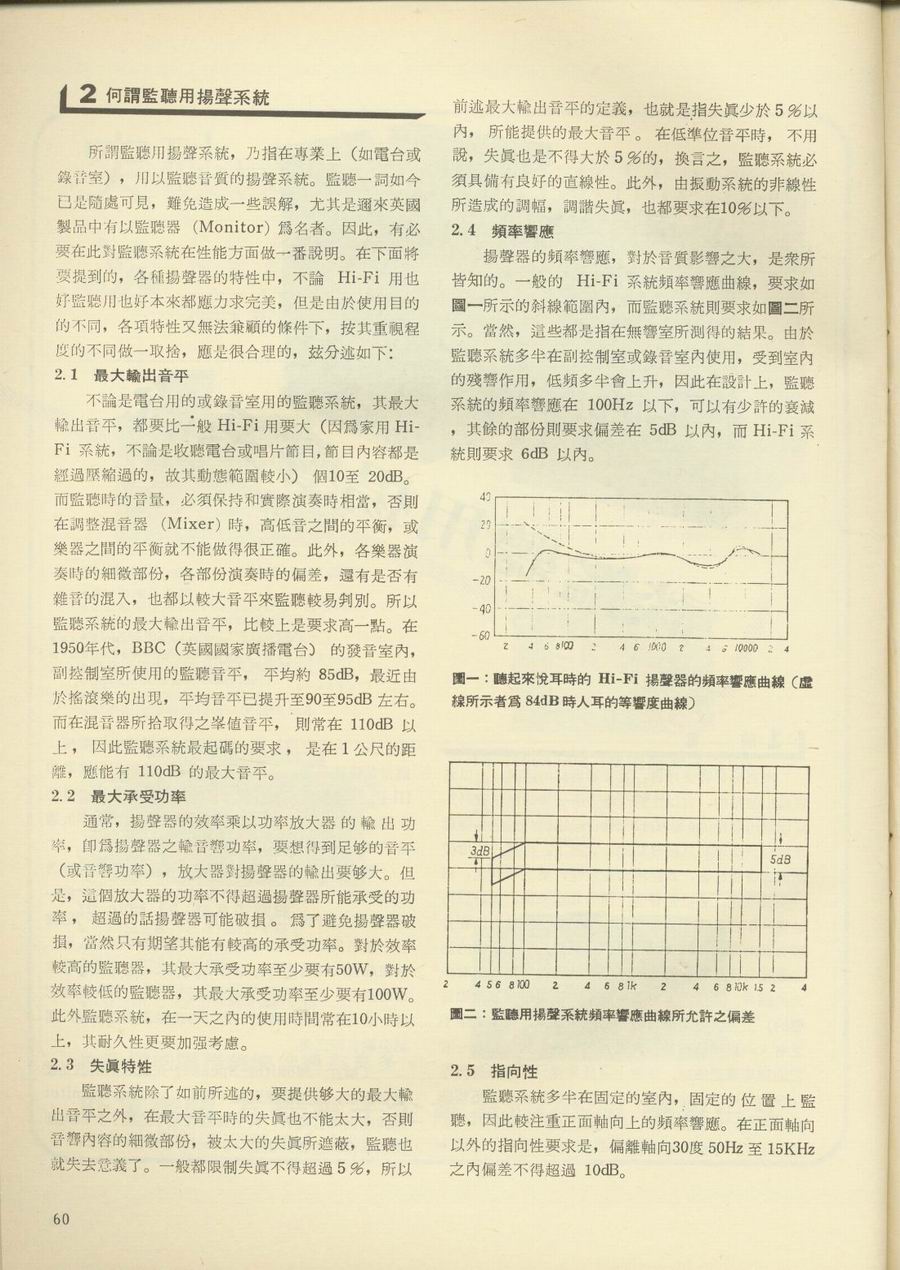 2 何謂監聽用揚聲系統
所謂監聽用揚聲系統，乃指在專業上（如電台或
錄音室），用以監聽音質的揚聲系統。監聽一詞如今
已是隨處可見，難免造成一些誤解，尤其是邇來英國
製品中有以監聽器 （Monitor）爲名者。因此，有必
要在此對監聽系統在性能方面做一番說明。在下面將
要提到的，各種揚聲器的特性中，不論 Hi-Fi 用也
好監聽用也好本來都應力求完美，但是由於使用目的
的不同，各項特性又無法兼顧的條件下，按其重視程
度的不同做一取捨，應是很合理的，玆分述如下：
2.1 最大輸出音平
不論是電台用的或錄音室用的監聽系統，其最大
輸出音平，都要比一般 Hi-Fi 用要大（因爲家用 Hi-
Fi 系統，不論是收聽電台或唱片節目，節目內容都是
經過壓縮過的，故其動態範圍較小） 個10至 20dB。
而監聽時的音量，必須保持和實際演奏時相當，否則
在調整混音器 （Mixer）時，高低音之間的平衡，或
樂器之間的平衡就不能做得很正確。此外，各樂器演
奏時的細微部份，各部份演奏時的偏差，還有是否有
雜音的混入，也都以較大音平來監聽較易判別。所以
監聽系統的最大輸出音平，比較上是要求高一點。在
1950年代，BBC（英國國家廣播電台） 的發音室內，
副控制室所使用的監聽音平， 平均約 85dB，最近由
於搖滾樂的出現，平均音平已提升至90至95dB 左右。
而在混音器所拾取得之峯値音平， 則常在 110dB 以
上， 因此監聽系統最起碼的要求， 是在1公尺的距
離，應能有 110dB 的最大音平。
2.2 最大承受功率
通常，揚聲器的效率乘以功率放大器 的 輸 出 功
率，卽爲揚聲器之輸音響功率，要想得到足够的音平
（或音響功率），放大器對揚聲器的輸出要够大。但
是，這個放大器的功率不得超過揚聲器所能承受的功
率， 超過的話揚聲器可能破損。 爲了避免揚聲器破
損，當然只有期望其能有較高的承受功率。對於效率
較高的監聽器，其最大承受功率至少要有50W，對於
效率較低的監聽器，其最大承受功率至少要有100W。
此外監聽系統，在一天之內的使用時間常在10小時以
上，其耐久性更要加强考慮。
2.3 失眞特性
監聽系統除了如前所述的，要提供够大的最大輸
出音平之外，在最大音平時的失眞也不能太大，否則
音響內容的細微部份，被太大的失眞所遮蔽，監聽也
就失去意義了。一般都限制失眞不得超過5％，所以
前述最大輸出音平的定義，也就是指失眞少於5％以
內， 所能提供的最大音平。 在低準位音平時， 不用
說，失眞也是不得大於5％的，換言之，監聽系統必
須具備有良好的直線性。此外，由振動系統的非線性
所造成的調幅，調諧失眞，也都要求在10％以下。
2.4 頻率響應
揚聲器的頻率響應，對於音質影響之大，是衆所
皆知的。一般的 Hi-Fi 系統頻率響應曲線，要求如
圖一所示的斜線範圍內，而監聽系統則要求如圖二所
示。當然，這些都是指在無響室所測得的結果。由於
監聽系統多半在副控制室或錄音室內使用，受到室內
的殘響作用，低頻多半會上升，因此在設計上，監聽
系統的頻率響應在 100Hz 以下，可以有少許的衰減
，其餘的部份則要求偏差在 5dB 以內，而 Hi-Fi 系
統則要求 6dB 以內。
40
20
0
-20
-40
-60
2 4 6 8100 2 4 6 1000 2 4 6 10000 2 4
圖一：聽起來悅耳時的 Hi-Fi 揚聲器的頻率響應曲線（虛
線所示者爲 84dB 時人耳的等響度曲線）
3dB
5dB
2 4 5 6 8 100 2 4 6 8 1k 2 4 6 8 10k 1.5 2 4
圖二：監聽用揚聲系統頻率響應曲線所允許之偏差
2.5 指向性
監聽系統多半在固定的室內，固定的 位 置 上 監
聽，因此較注重正面軸向上的頻率響應。在正面軸向
以外的指向性要求是，偏離軸向30度 50Hz 至 15KHz
之內偏差不得超過 10dB。
60